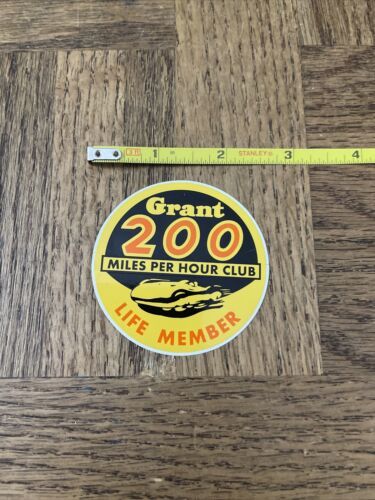 1 2 STANLEY® 3 4
Grant
200
MILES PER HOUR CLUB
LIFE MEMBER